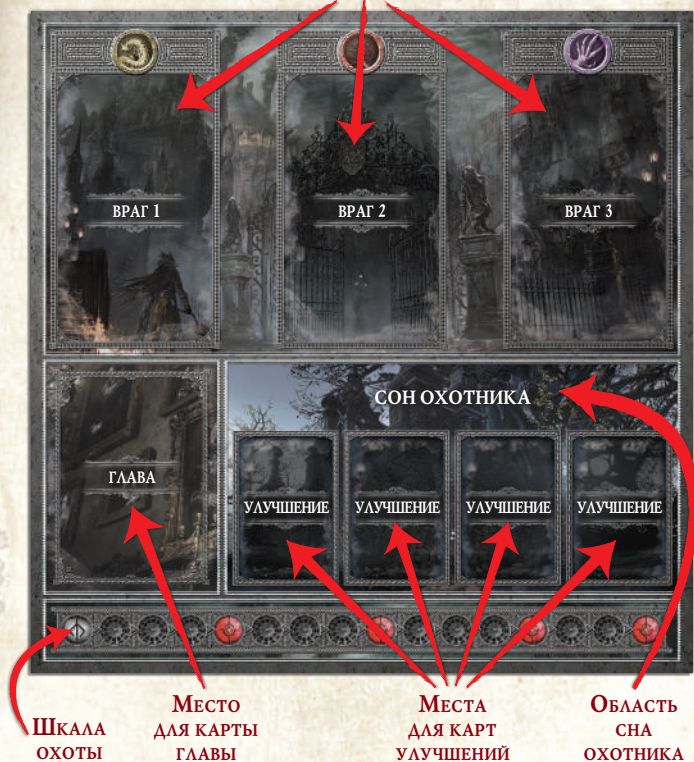 ВРАГ 1
ВРАГ 2
ВРАГ 3
СОН ОХОТНИКА
ГЛАВА
УЛУЧШЕНИЕ
УЛУЧШЕНИЕ
УЛУЧШЕНИЕ
УЛУЧШЕНИЕ
ШКАЛА
ОХОТЫ
МЕСТО
ДЛЯ КАРТЫ
ГЛАВЫ
МЕСТА
ДЛЯ КАРТ
УЛУЧШЕНИЙ
ОБЛАСТЬ
СНА
ОХОТНИКА